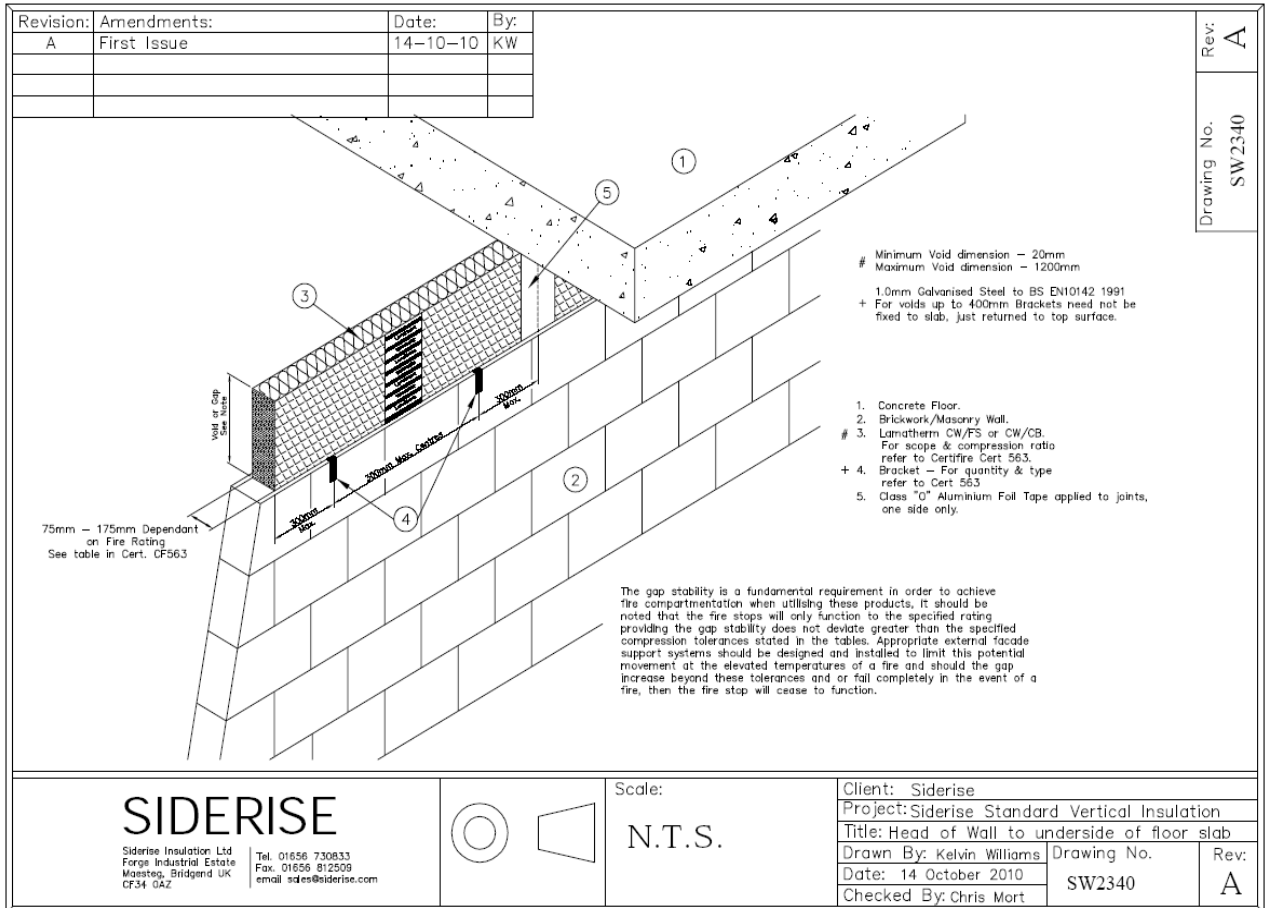 Revision: Amendments: Date: By:
A First Issue 14-10-10 KW
Rev: A
Drawing No. SW2340
1
5
3
# Minimum Void dimension - 20mm
Maximum Void dimension - 1200mm
1.0mm Galvanised Steel to BS EN10142 1991
+ For volds up to 400mm Brackets need not be
fixed to slab, just returned to top surface.
Void or Gap
See Note
300mm
Max.
300mm Max. Centres
300mm
Max.
2
4
75mm - 175mm Dependant
on Fire Rating
See table in Cert. CF563
1. Concrete Floor.
2. Brickwork/Masonry Wall.
# 3. Lamatherm CW/FS or CW/CB.
For scope & compression ratio
refer to Certifire Cert 563.
+ 4. Bracket - For quantity & type
refer to Cert 563
5. Class "O" Aluminium Foil Tape applied to joints,
one side only.
The gap stability is a fundamental requirement in order to achieve
fire compartmentation when utilising these products, it should be
noted that the fire stops will only function to the specified rating
providing the gap stability does not deviate greater than the specified
compression tolerances stated in the tables. Appropriate external facade
support systems should be designed and installed to limit this potential
movement at the elevated temperatures of a fire and should the gap
increase beyond these tolerances and or fail completely in the event of a
fire, then the fire stop will cease to function.
SIDERISE
Siderise Insulation Ltd
Forge Industrial Estate
Maesteg, Bridgend UK
CF34 0AZ
Tel. 01656 730833
Fax. 01656 812509
email sales@siderise.com
Scale:
N.T.S.
Client: Siderise
Project: Siderise Standard Vertical Insulation
Title: Head of Wall to underside of floor slab
Drawn By: Kelvin Williams
Date: 14 October 2010
Checked By: Chris Mort
Drawing No.
SW2340
Rev:
A